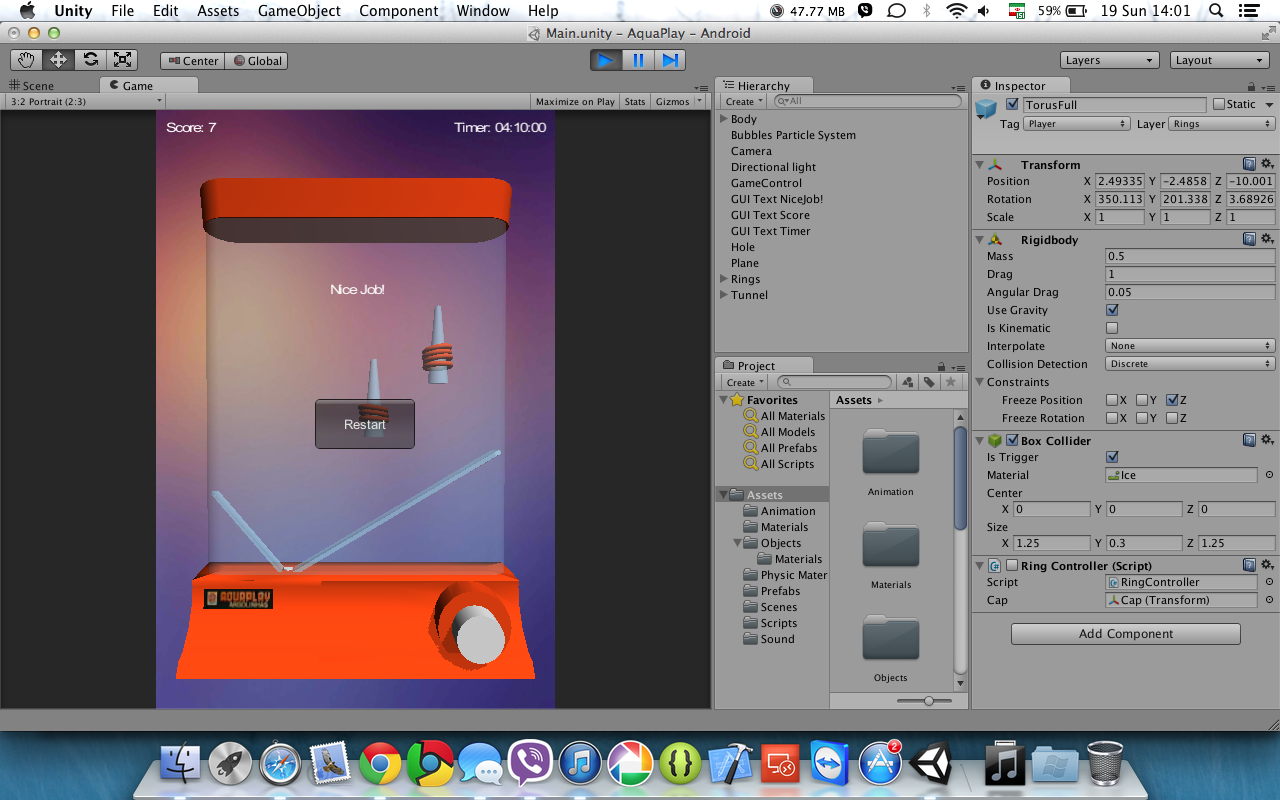 Unity File Edit Assets GameObject Component Window Help 47.77 MB 59% 19 Sun 14:01
Main.unity – AquaPlay – Android
Center Global Layers Layout
Scene Game
3:2 Portrait (2:3) Maximize on Play Stats Gizmos
Score: 7 Timer: 04:10:00
Nice Job!
Restart
AQUAPLAY
ARGOLINHAS
Hierarchy
Create All
Body
Bubbles Particle System
Camera
Directional light
GameControl
GUI Text NiceJob!
GUI Text Score
GUI Text Timer
Hole
Plane
Rings
Tunnel
Project
Create
Favorites
All Materials
All Models
All Prefabs
All Scripts
Assets
Animation
Materials
Objects
Materials
Physic Mater
Prefabs
Scenes
Scripts
Sound
Assets
Animation
Materials
Objects
Inspector
TorusFull Static
Tag Player Layer Rings
Transform
Position X 2.49335 Y -2.4858 Z -10.001
Rotation X 350.113 Y 201.338 Z 3.68926
Scale X 1 Y 1 Z 1
Rigidbody
Mass 0.5
Drag 1
Angular Drag 0.05
Use Gravity
Is Kinematic
Interpolate None
Collision Detection Discrete
Constraints
Freeze Position X Y Z
Freeze Rotation X Y Z
Box Collider
Is Trigger
Material Ice
Center
X 0 Y 0 Z 0
Size
X 1.25 Y 0.3 Z 1.25
Ring Controller (Script)
Script RingController
Cap Cap (Transform)
Add Component
2